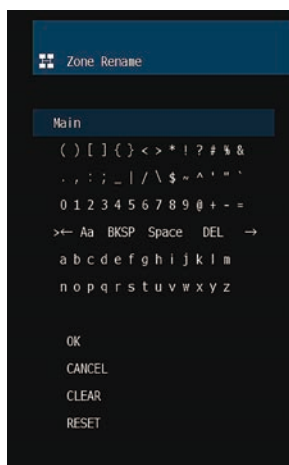 Zone Rename
Main
( ) [ ] { } < > * ! ? # % &
. , : ; _ | / \ $ ~ ^ ' " `
0 1 2 3 4 5 6 7 8 9 @ + - =
>← Aa BKSP Space DEL →
a b c d e f g h i j k l m
n o p q r s t u v w x y z
OK
CANCEL
CLEAR
RESET